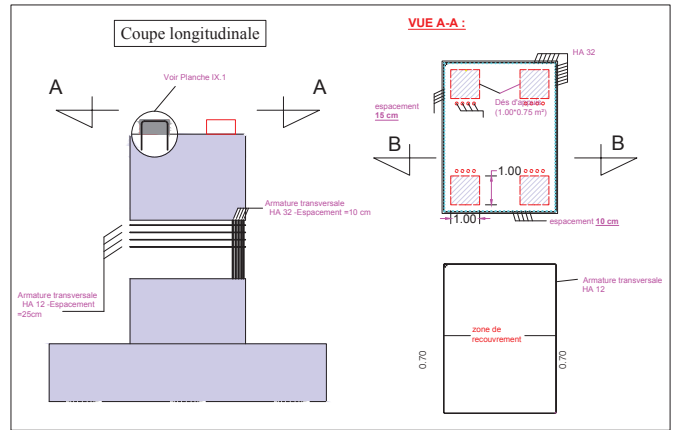 Coupe longitudinale
Voir Planche IX.1
A
A
Armature transversale
HA 32 -Espacement =10 cm
Armature transversale
HA 12 -Espacement
=25cm
VUE A-A :
HA 32
espacement
15 cm
(1.00*0.75 m²)
B
B
1.00
1.00
espacement 10 cm
Armature transversale
HA 12
zone de
recouvrement
0.70
0.70